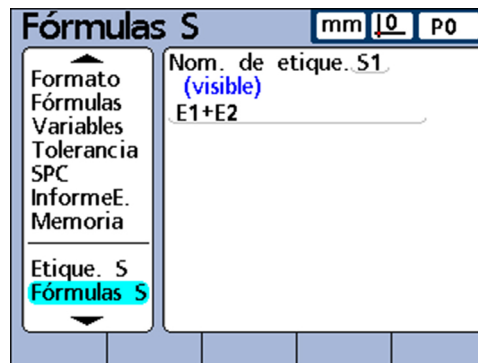 Fórmulas S
mm 0 P0
Formato
Fórmulas
Variables
Tolerancia
SPC
InformeE.
Memoria
Etique. S
Fórmulas S
Nom. de etique. S1
(visible)
E1+E2